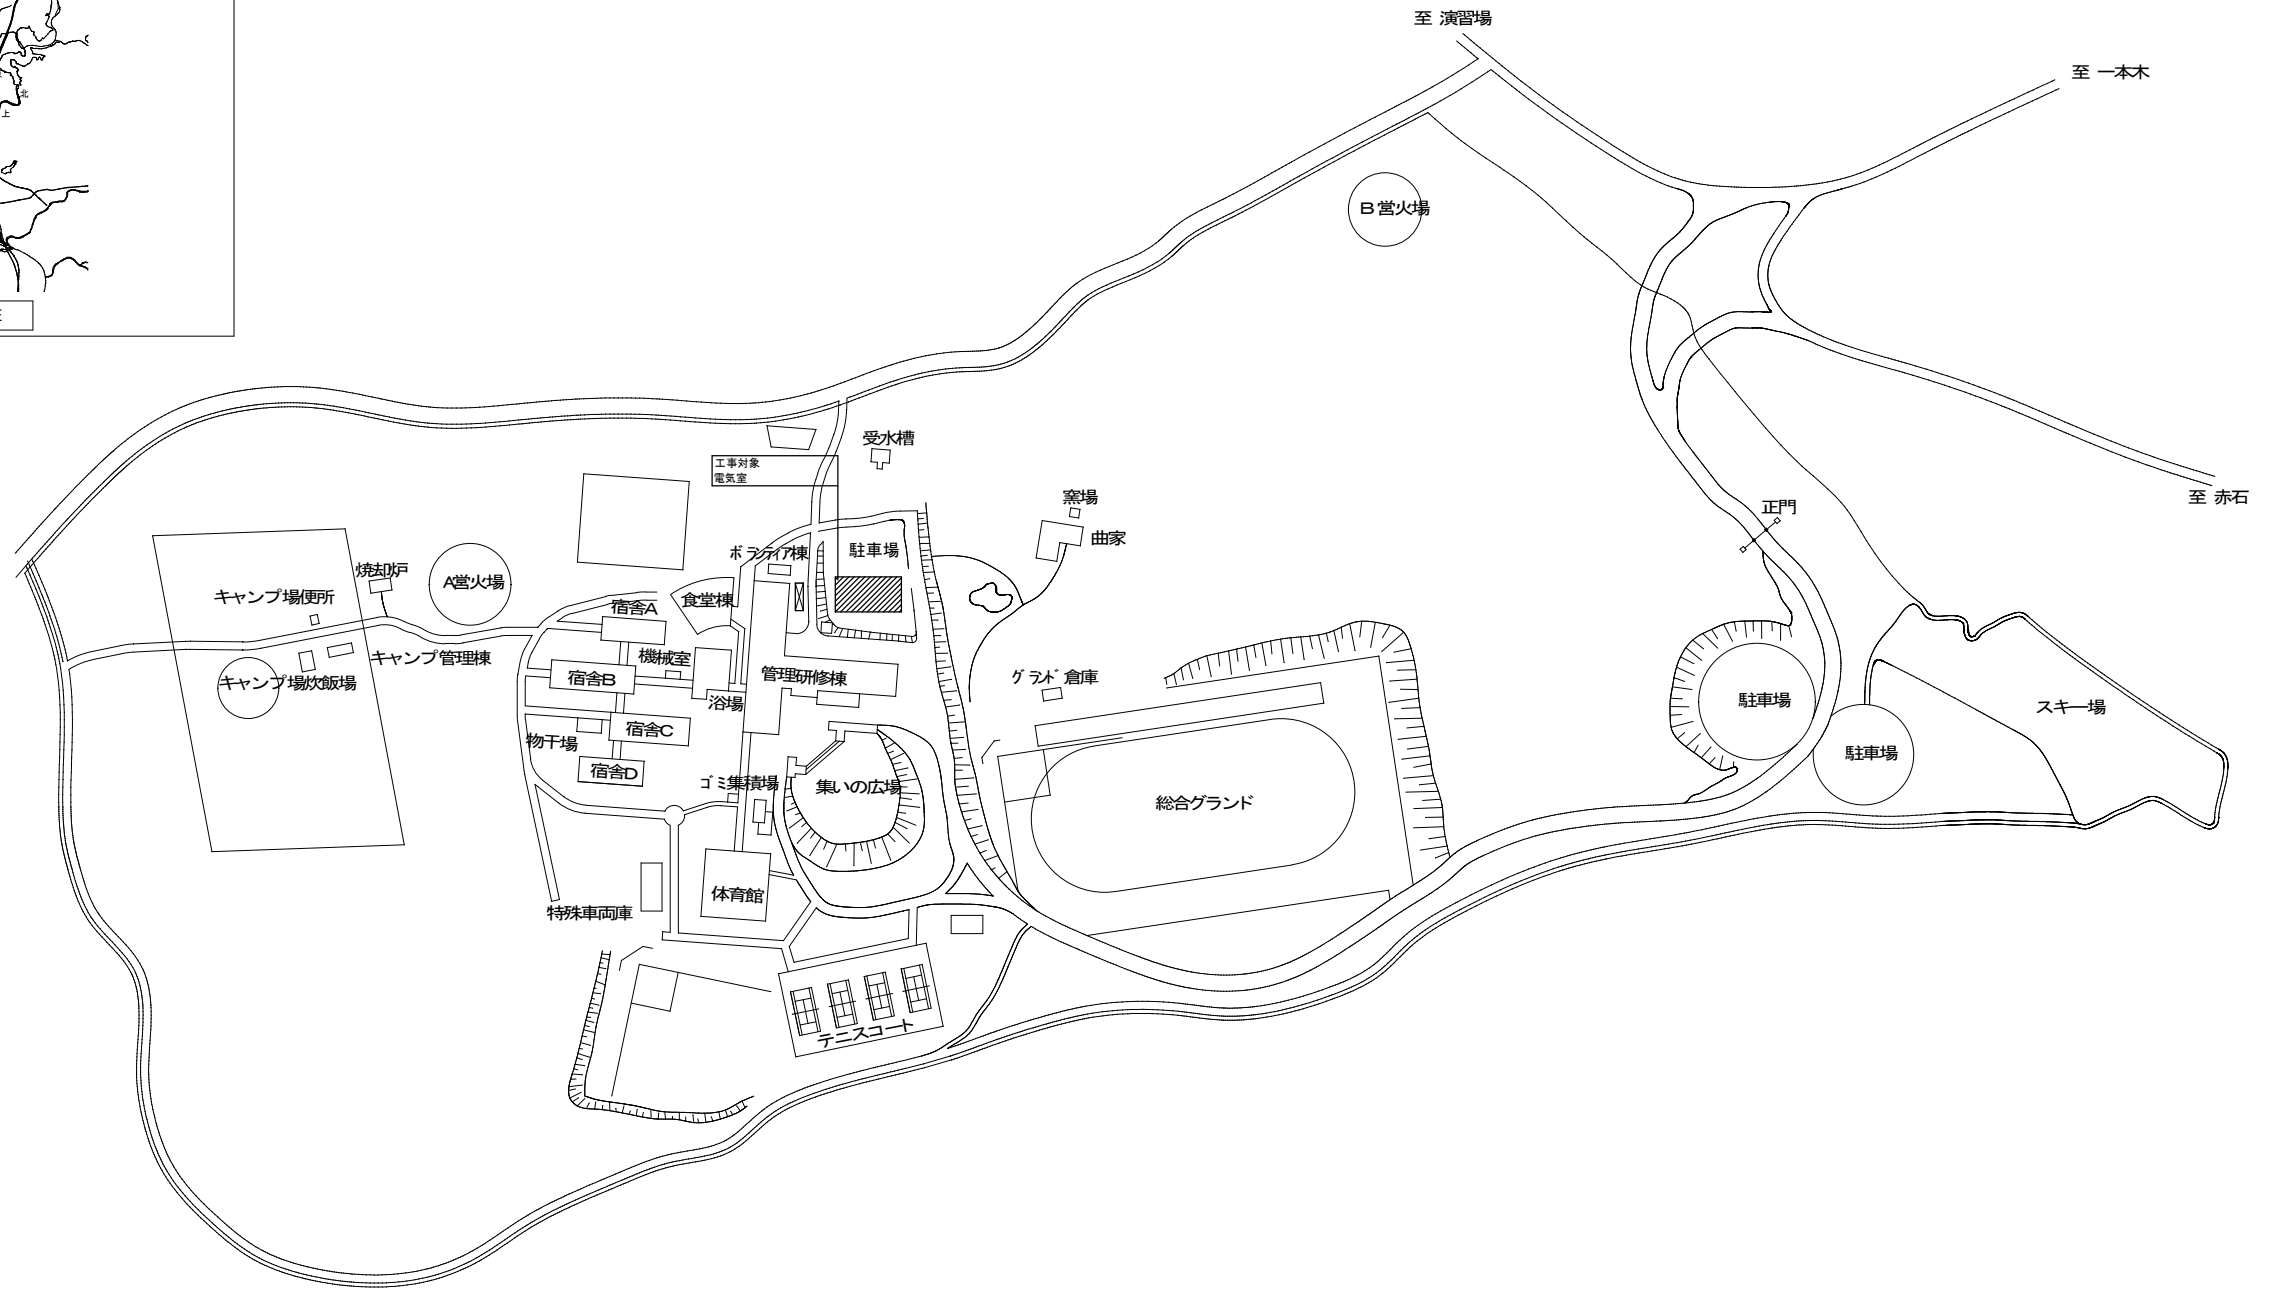 至 演習場
至 一本木
北
上
B営火場
受水槽
工事対象
電気室
窯場
至 赤石
正門
曲家
ボランティア棟
駐車場
焼却炉
A営火場
キャンプ場便所
宿舎A
食堂棟
機械室
キャンプ管理棟
宿舎B
管理研修棟
グランド倉庫
キャンプ場炊飯場
浴場
駐車場
スキー場
宿舎C
物干場
駐車場
宿舎D
ゴミ集積場
集いの広場
総合グランド
体育館
特殊車両庫
テニスコート